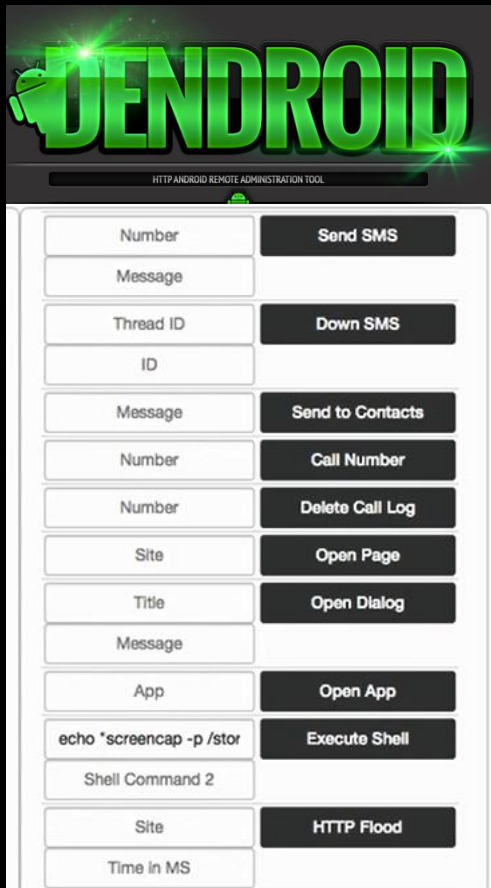 DENDROID
HTTP ANDROID REMOTE ADMINISTRATION TOOL
Number Send SMS
Message
Thread ID Down SMS
ID
Message Send to Contacts
Number Call Number
Number Delete Call Log
Site Open Page
Title Open Dialog
Message
App Open App
echo "screencap -p /stor Execute Shell
Shell Command 2
Site HTTP Flood
Time in MS